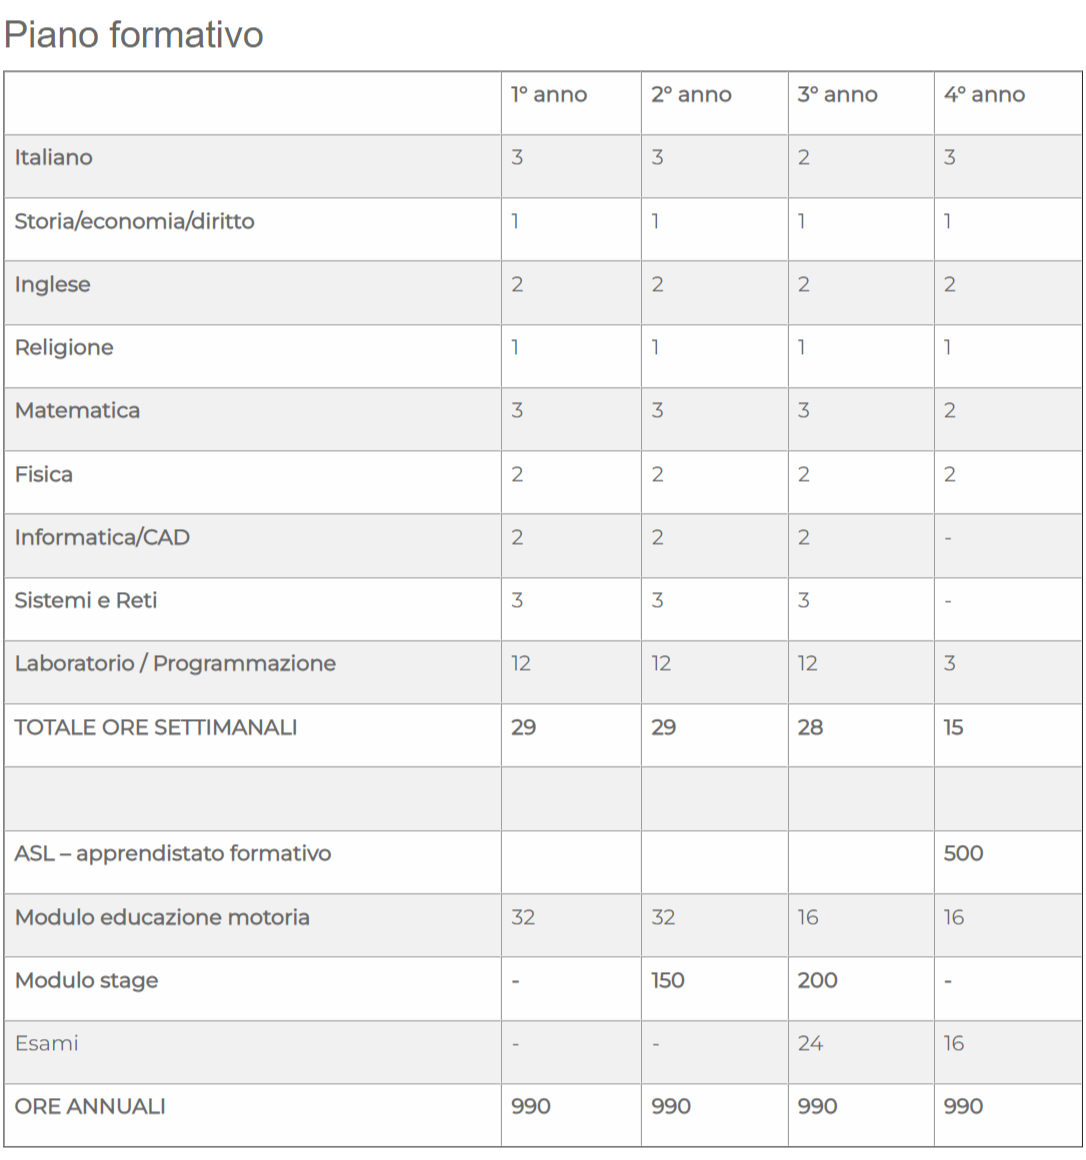 Piano formativo
1° anno 2° anno 3° anno 4° anno
Italiano 3 3 2 3
Storia/economia/diritto 1 1 1 1
Inglese 2 2 2 2
Religione 1 1 1 1
Matematica 3 3 3 2
Fisica 2 2 2 2
Informatica/CAD 2 2 2 -
Sistemi e Reti 3 3 3 -
Laboratorio / Programmazione 12 12 12 3
TOTALE ORE SETTIMANALI 29 29 28 15
ASL – apprendistato formativo 500
Modulo educazione motoria 32 32 16 16
Modulo stage - 150 200 -
Esami - - 24 16
ORE ANNUALI 990 990 990 990